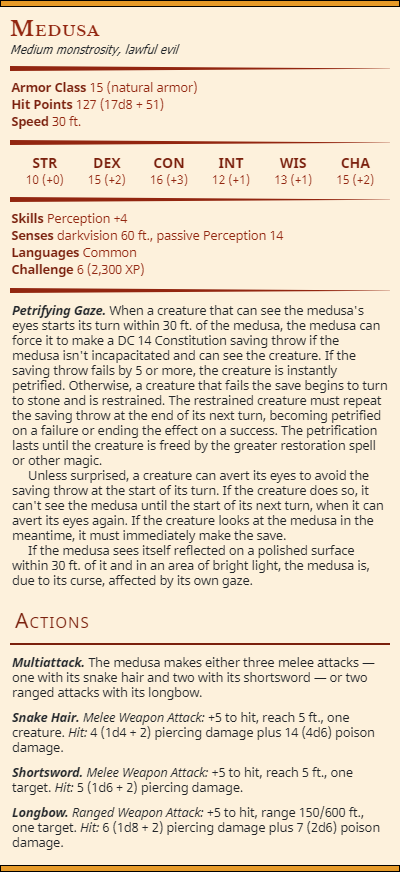 Medusa
Medium monstrosity, lawful evil
Armor Class 15 (natural armor)
Hit Points 127 (17d8 + 51)
Speed 30 ft.
STR DEX CON INT WIS CHA
10 (+0) 15 (+2) 16 (+3) 12 (+1) 13 (+1) 15 (+2)
Skills Perception +4
Senses darkvision 60 ft., passive Perception 14
Languages Common
Challenge 6 (2,300 XP)
Petrifying Gaze. When a creature that can see the medusa's
eyes starts its turn within 30 ft. of the medusa, the medusa can
force it to make a DC 14 Constitution saving throw if the
medusa isn't incapacitated and can see the creature. If the
saving throw fails by 5 or more, the creature is instantly
petrified. Otherwise, a creature that fails the save begins to turn
to stone and is restrained. The restrained creature must repeat
the saving throw at the end of its next turn, becoming petrified
on a failure or ending the effect on a success. The petrification
lasts until the creature is freed by the greater restoration spell
or other magic.
Unless surprised, a creature can avert its eyes to avoid the
saving throw at the start of its turn. If the creature does so, it
can't see the medusa until the start of its next turn, when it can
avert its eyes again. If the creature looks at the medusa in the
meantime, it must immediately make the save.
If the medusa sees itself reflected on a polished surface
within 30 ft. of it and in an area of bright light, the medusa is,
due to its curse, affected by its own gaze.
Actions
Multiattack. The medusa makes either three melee attacks —
one with its snake hair and two with its shortsword — or two
ranged attacks with its longbow.
Snake Hair. Melee Weapon Attack: +5 to hit, reach 5 ft., one
creature. Hit: 4 (1d4 + 2) piercing damage plus 14 (4d6) poison
damage.
Shortsword. Melee Weapon Attack: +5 to hit, reach 5 ft., one
target. Hit: 5 (1d6 + 2) piercing damage.
Longbow. Ranged Weapon Attack: +5 to hit, range 150/600 ft.,
one target. Hit: 6 (1d8 + 2) piercing damage plus 7 (2d6) poison
damage.